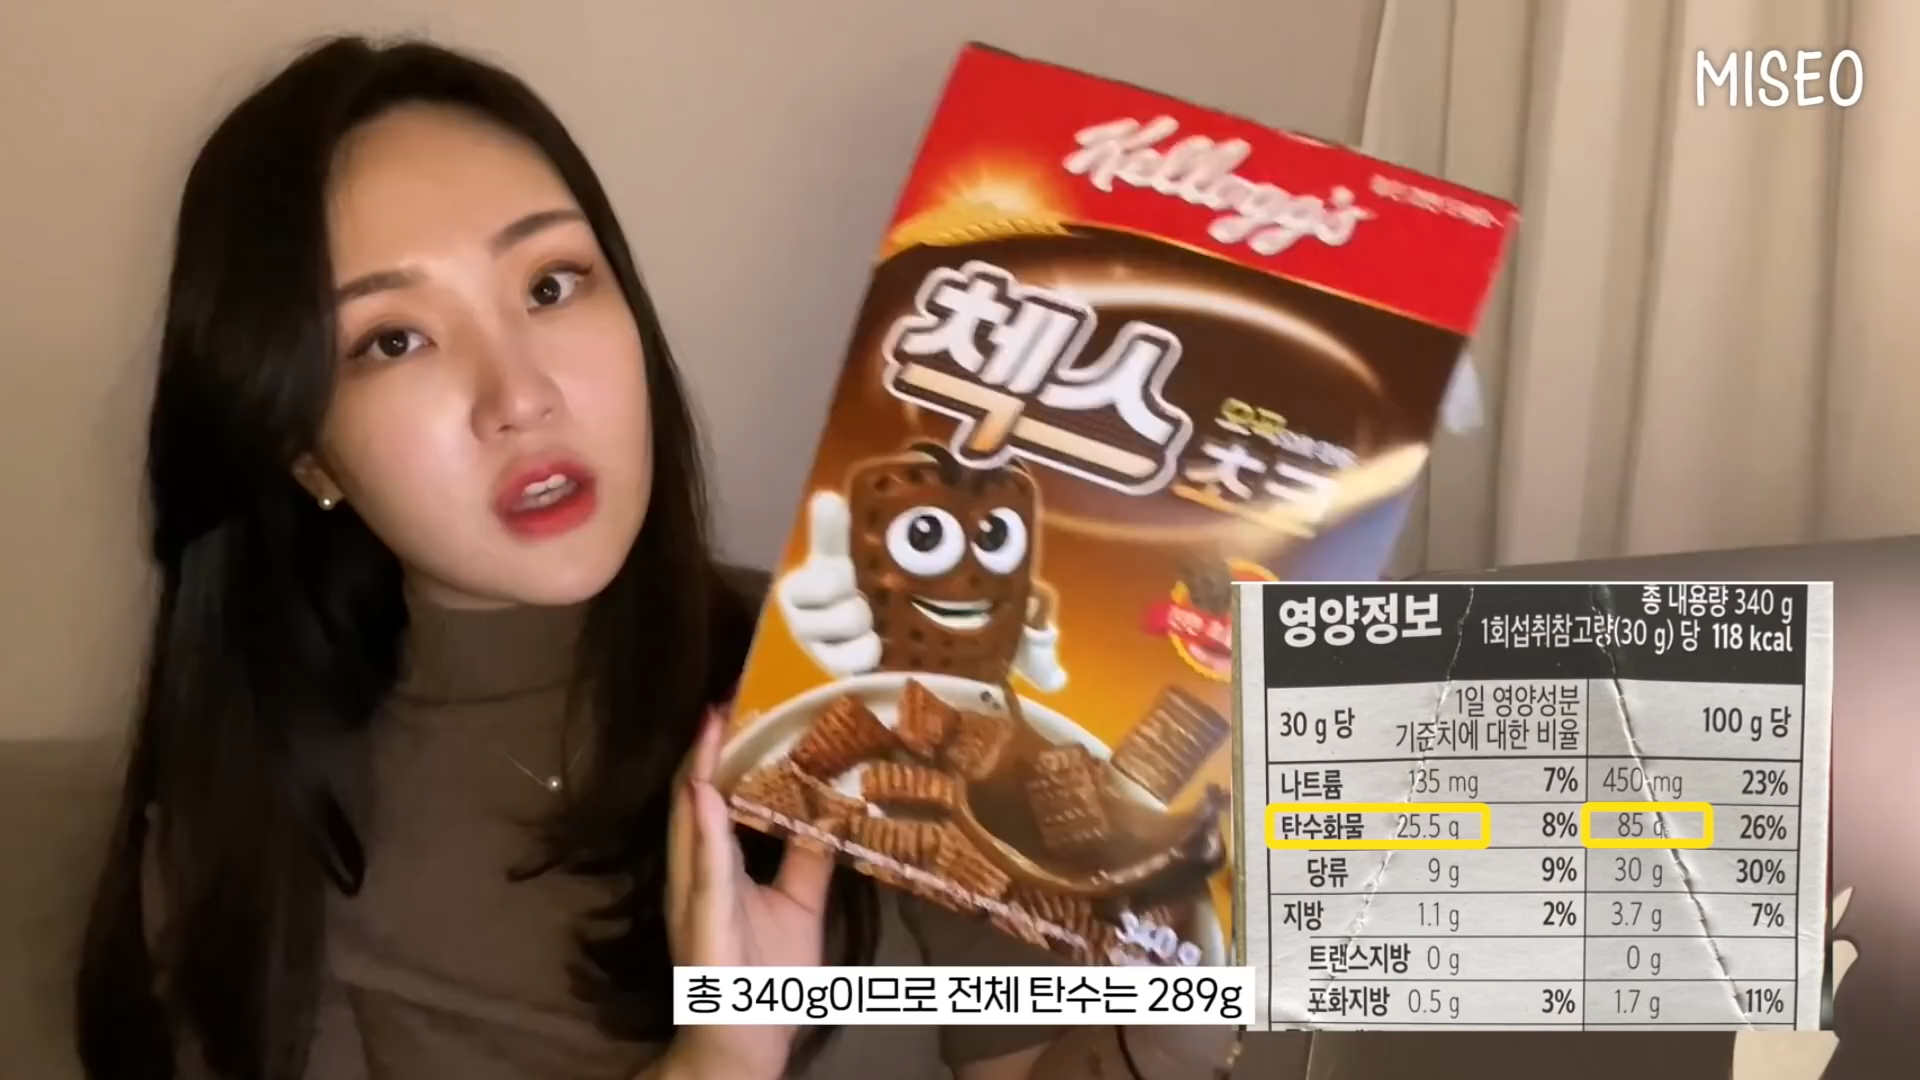 MISEO
Kellogg's
첵스
초코
340g
영양정보
총 내용량 340 g
1회섭취참고량(30 g) 당 118 kcal
30 g 당 1일 영양성분 기준치에 대한 비율 100 g 당
나트륨 135 mg 7% 450 mg 23%
탄수화물 25.5 g 8% 85 g 26%
당류 9 g 9% 30 g 30%
지방 1.1 g 2% 3.7 g 7%
트랜스지방 0 g 0 g
포화지방 0.5 g 3% 1.7 g 11%
총 340g이므로 전체 탄수는 289g